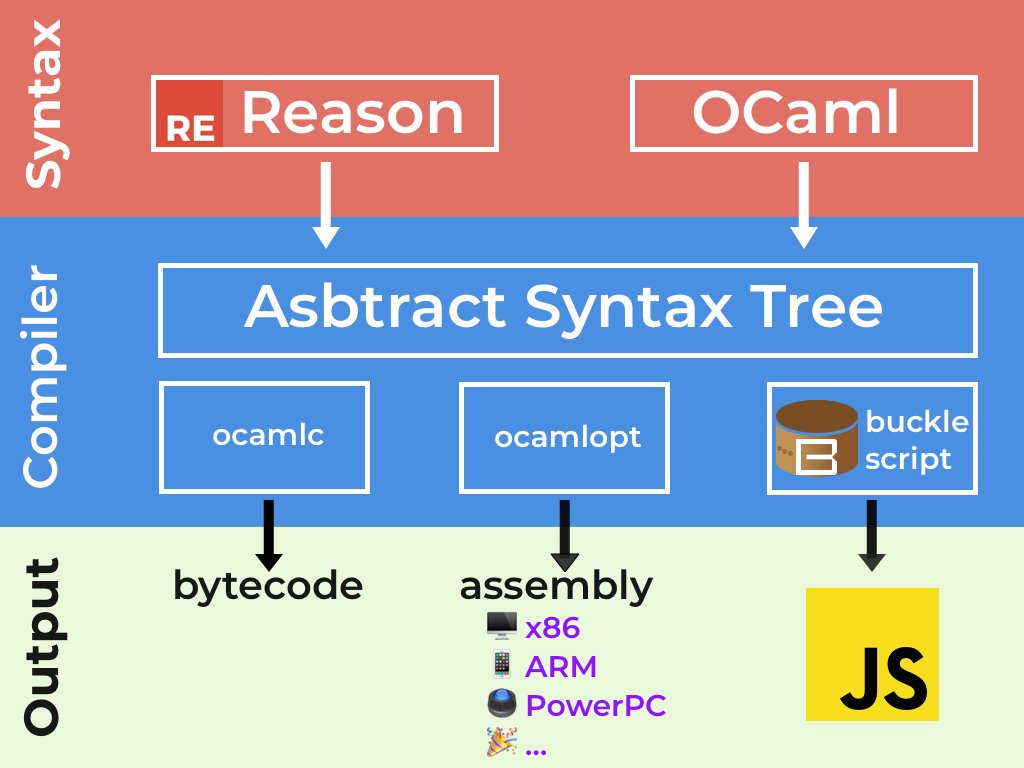 Syntax
RE Reason
OCaml
Compiler
Asbtract Syntax Tree
ocamlc
ocamlopt
B
buckle
script
Output
bytecode
assembly
x86
ARM
PowerPC
...
JS